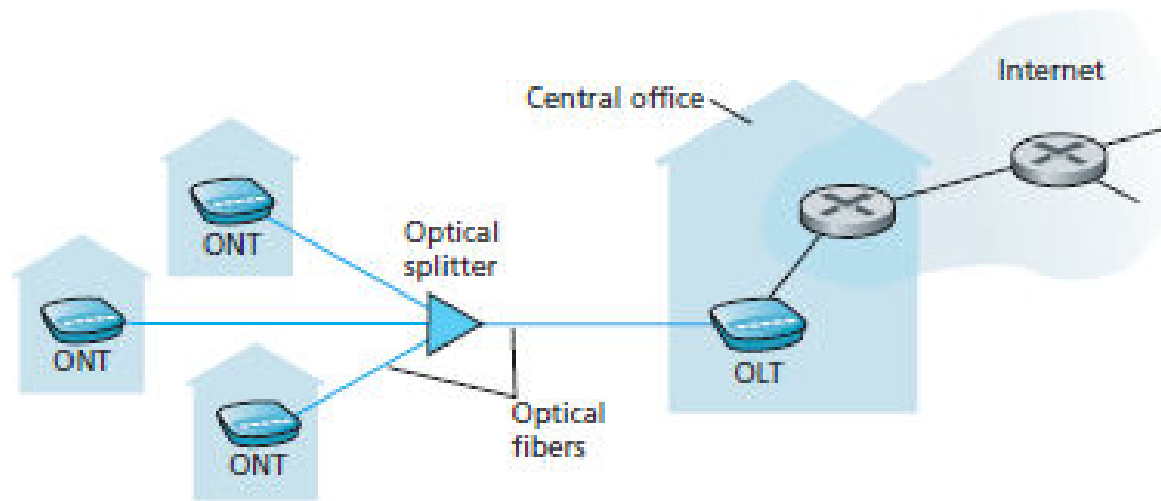 Internet
Central office
ONT
Optical
splitter
ONT
OLT
Optical
fibers
ONT